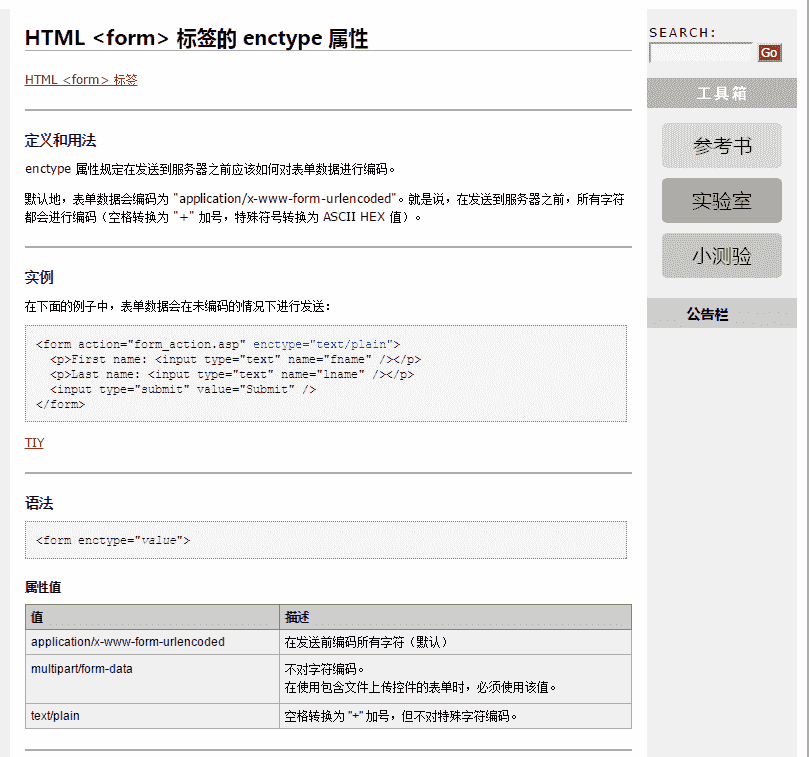 HTML <form> 标签的 enctype 属性
HTML <form> 标签
定义和用法
enctype 属性规定在发送到服务器之前应该如何对表单数据进行编码。
默认地，表单数据会编码为 "application/x-www-form-urlencoded"。就是说，在发送到服务器之前，所有字符
都会进行编码（空格转换为 "+" 加号，特殊符号转换为 ASCII HEX 值）。
实例
在下面的例子中，表单数据会在未编码的情况下进行发送：
<form action="form_action.asp" enctype="text/plain">
  <p>First name: <input type="text" name="fname" /></p>
  <p>Last name: <input type="text" name="lname" /></p>
  <input type="submit" value="Submit" />
</form>
TIY
语法
<form enctype="value">
属性值
值 描述
application/x-www-form-urlencoded 在发送前编码所有字符（默认）
multipart/form-data 不对字符编码。
在使用包含文件上传控件的表单时，必须使用该值。
text/plain 空格转换为 "+" 加号，但不对特殊字符编码。
SEARCH:
Go
工具箱
参考书
实验室
小测验
公告栏